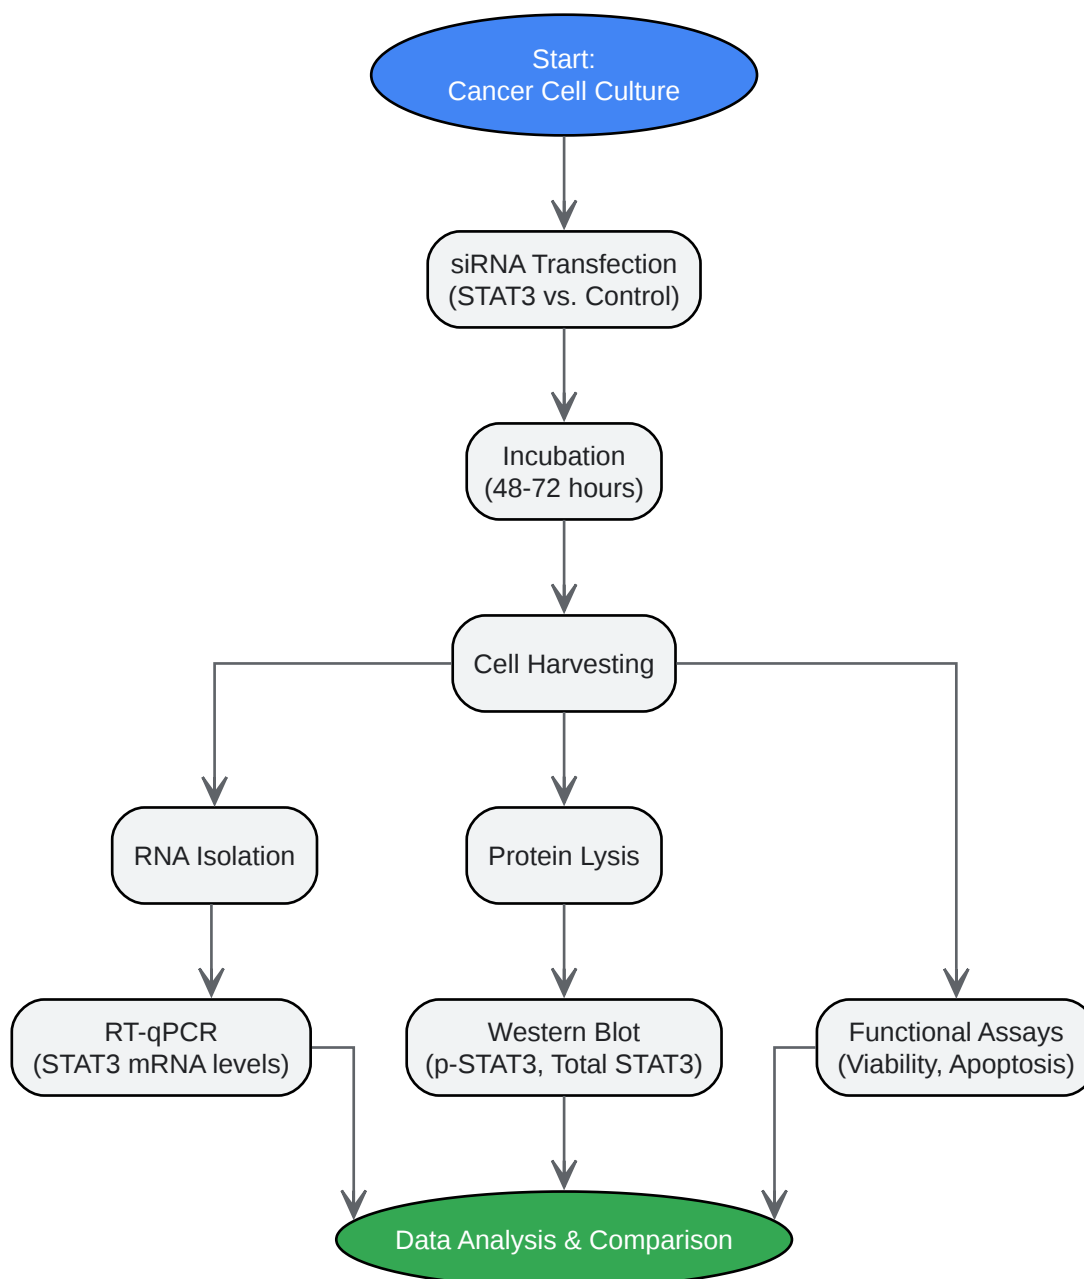 Start:
Cancer Cell Culture
siRNA Transfection
(STAT3 vs. Control)
Incubation
(48-72 hours)
Cell Harvesting
RNA Isolation
Protein Lysis
RT-qPCR
(STAT3 mRNA levels)
Western Blot
(p-STAT3, Total STAT3)
Functional Assays
(Viability, Apoptosis)
Data Analysis & Comparison